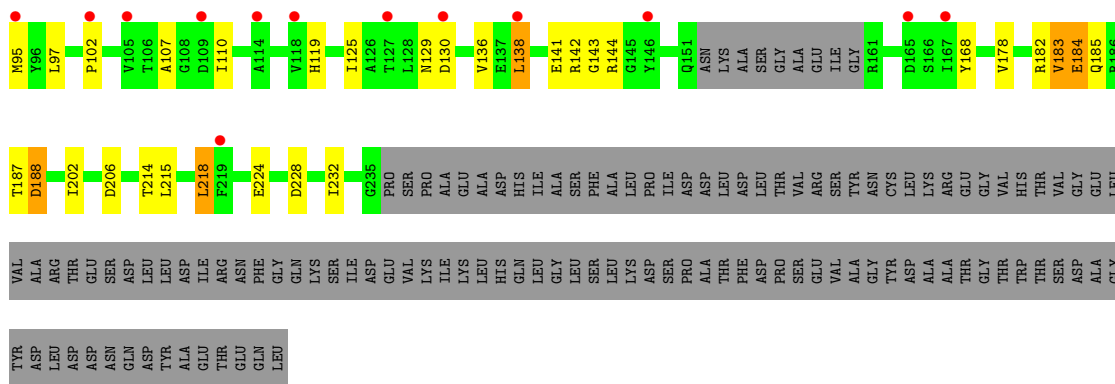 M95 Y96 L97 P102 V105 T106 A107 G108 D109 I110 A114 V118 H119 I125 A126 T127 L128 N129 D130 V136 E137 L138 E141 R142 G143 R144 G145 Y146 Q151 ASN LYS ALA SER GLY ALA GLU ILE GLY R161 D165 S166 I167 Y168 V178 R182 V183 E184 Q185
T187 D188 I202 D206 T214 L215 L218 F219 E224 D228 I232 G235 PRO SER PRO ALA GLU ALA ASP HIS ILE ALA SER PHE ALA LEU PRO ILE ASP ASP LEU ASP LEU THR VAL ARG SER TYR ASN CYS LEU LYS ARG GLU GLY VAL HIS THR VAL GLY GLU LEU
VAL ALA ARG THR GLU SER ASP LEU LEU ASP ILE ARG ASN PHE GLY GLN LYS SER ILE ASP GLU VAL LYS ILE LYS LEU HIS GLN LEU GLY LEU SER LEU LYS ASP SER PRO ALA THR PHE ASP PRO SER GLU VAL ALA GLY TYR ASP ALA ALA THR GLY THR TRP THR SER ASP ALA GLY
TYR ASP LEU ASP ASP ASN GLN ASP TYR ALA GLU THR GLU GLN LEU